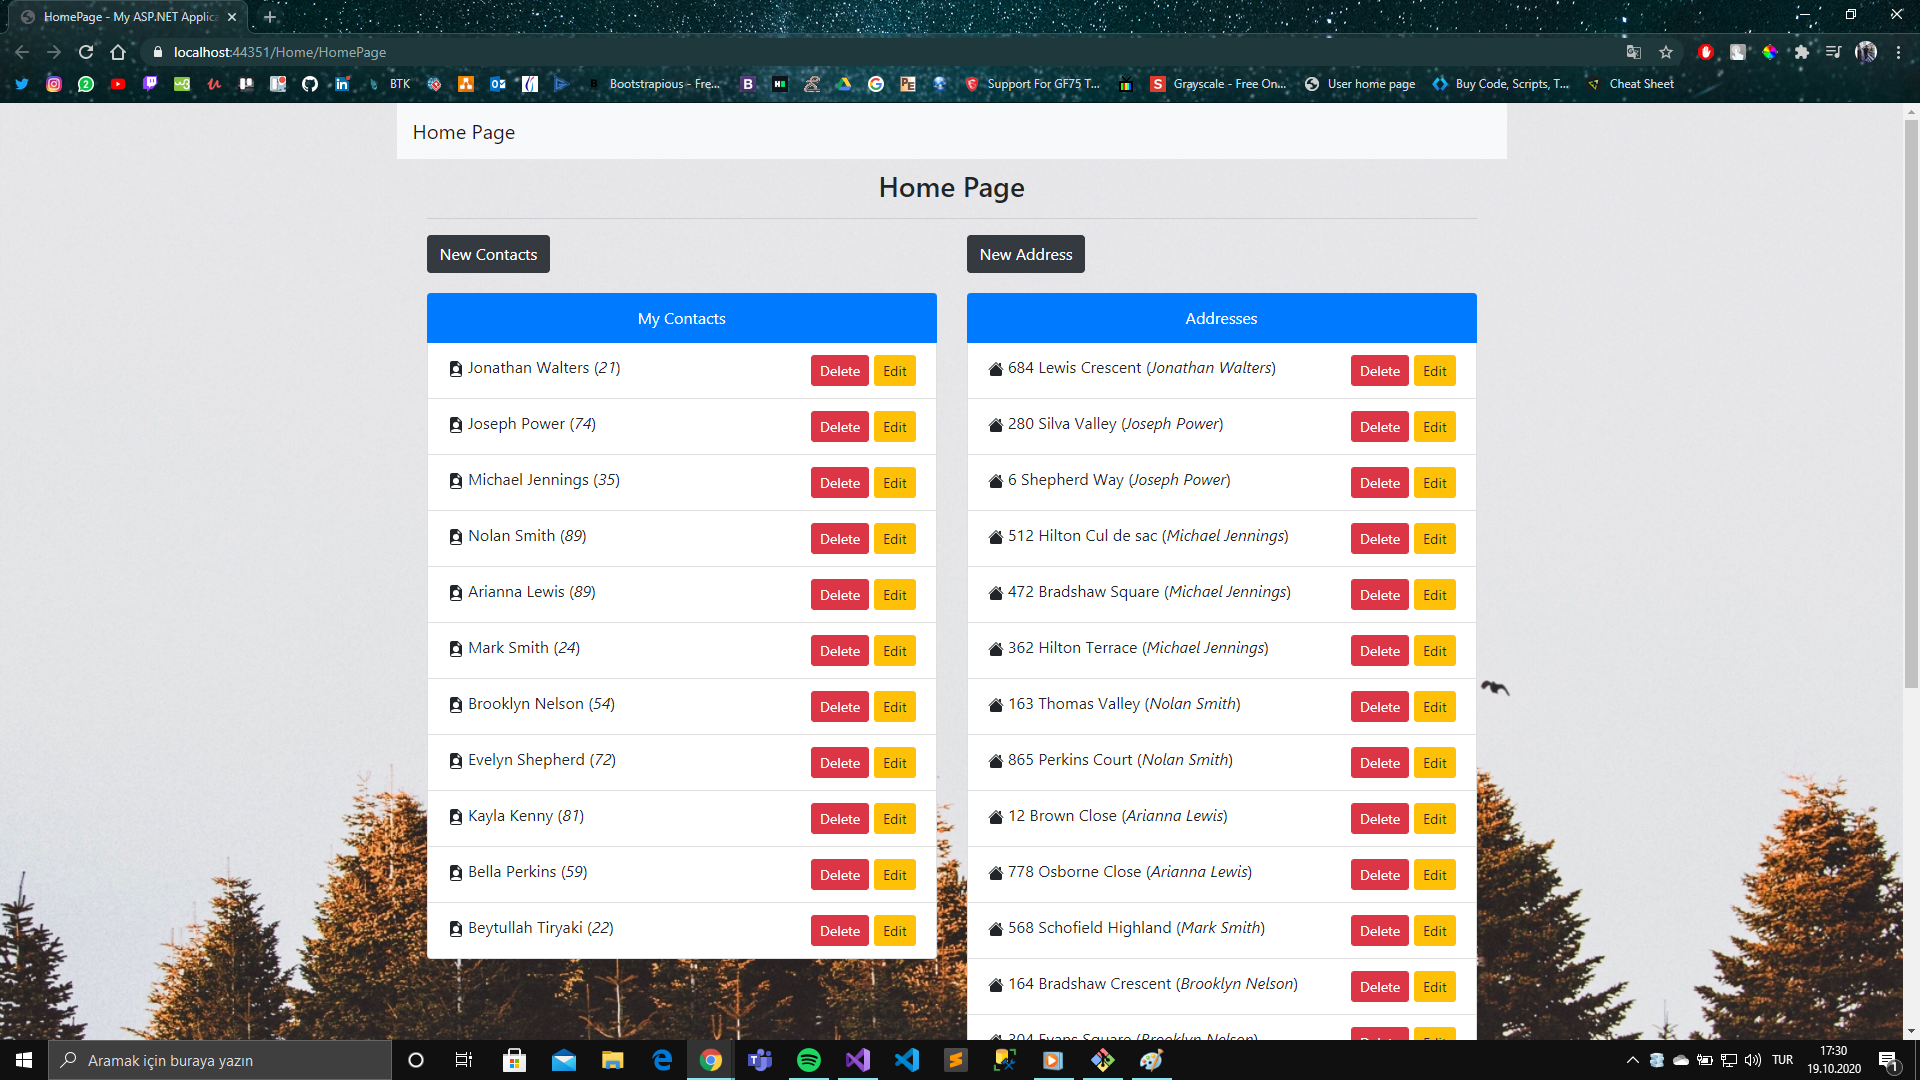 HomePage - My ASP.NET Applica
localhost:44351/Home/HomePage
BTK
Bootstrapious - Fre...
Support For GF75 T...
Grayscale - Free On...
User home page
Buy Code, Scripts, T...
Cheat Sheet
Home Page
Home Page
New Contacts
New Address
My Contacts
Jonathan Walters (21) Delete Edit
Joseph Power (74) Delete Edit
Michael Jennings (35) Delete Edit
Nolan Smith (89) Delete Edit
Arianna Lewis (89) Delete Edit
Mark Smith (24) Delete Edit
Brooklyn Nelson (54) Delete Edit
Evelyn Shepherd (72) Delete Edit
Kayla Kenny (81) Delete Edit
Bella Perkins (59) Delete Edit
Beytullah Tiryaki (22) Delete Edit
Addresses
684 Lewis Crescent (Jonathan Walters) Delete Edit
280 Silva Valley (Joseph Power) Delete Edit
6 Shepherd Way (Joseph Power) Delete Edit
512 Hilton Cul de sac (Michael Jennings) Delete Edit
472 Bradshaw Square (Michael Jennings) Delete Edit
362 Hilton Terrace (Michael Jennings) Delete Edit
163 Thomas Valley (Nolan Smith) Delete Edit
865 Perkins Court (Nolan Smith) Delete Edit
12 Brown Close (Arianna Lewis) Delete Edit
778 Osborne Close (Arianna Lewis) Delete Edit
568 Schofield Highland (Mark Smith) Delete Edit
164 Bradshaw Crescent (Brooklyn Nelson) Delete Edit
304 Evans Square (Brooklyn Nelson) Delete Edit
Aramak için buraya yazın
TUR
17:30
19.10.2020
1